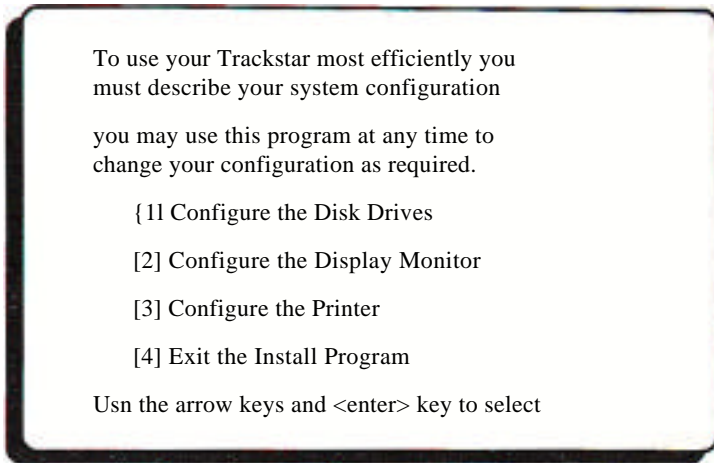 To use your Trackstar most efficiently you
must describe your system configuration
you may use this program at any time to
change your configuration as required.
{1l Configure the Disk Drives
[2] Configure the Display Monitor
[3] Configure the Printer
[4] Exit the Install Program
Usn the arrow keys and <enter> key to select